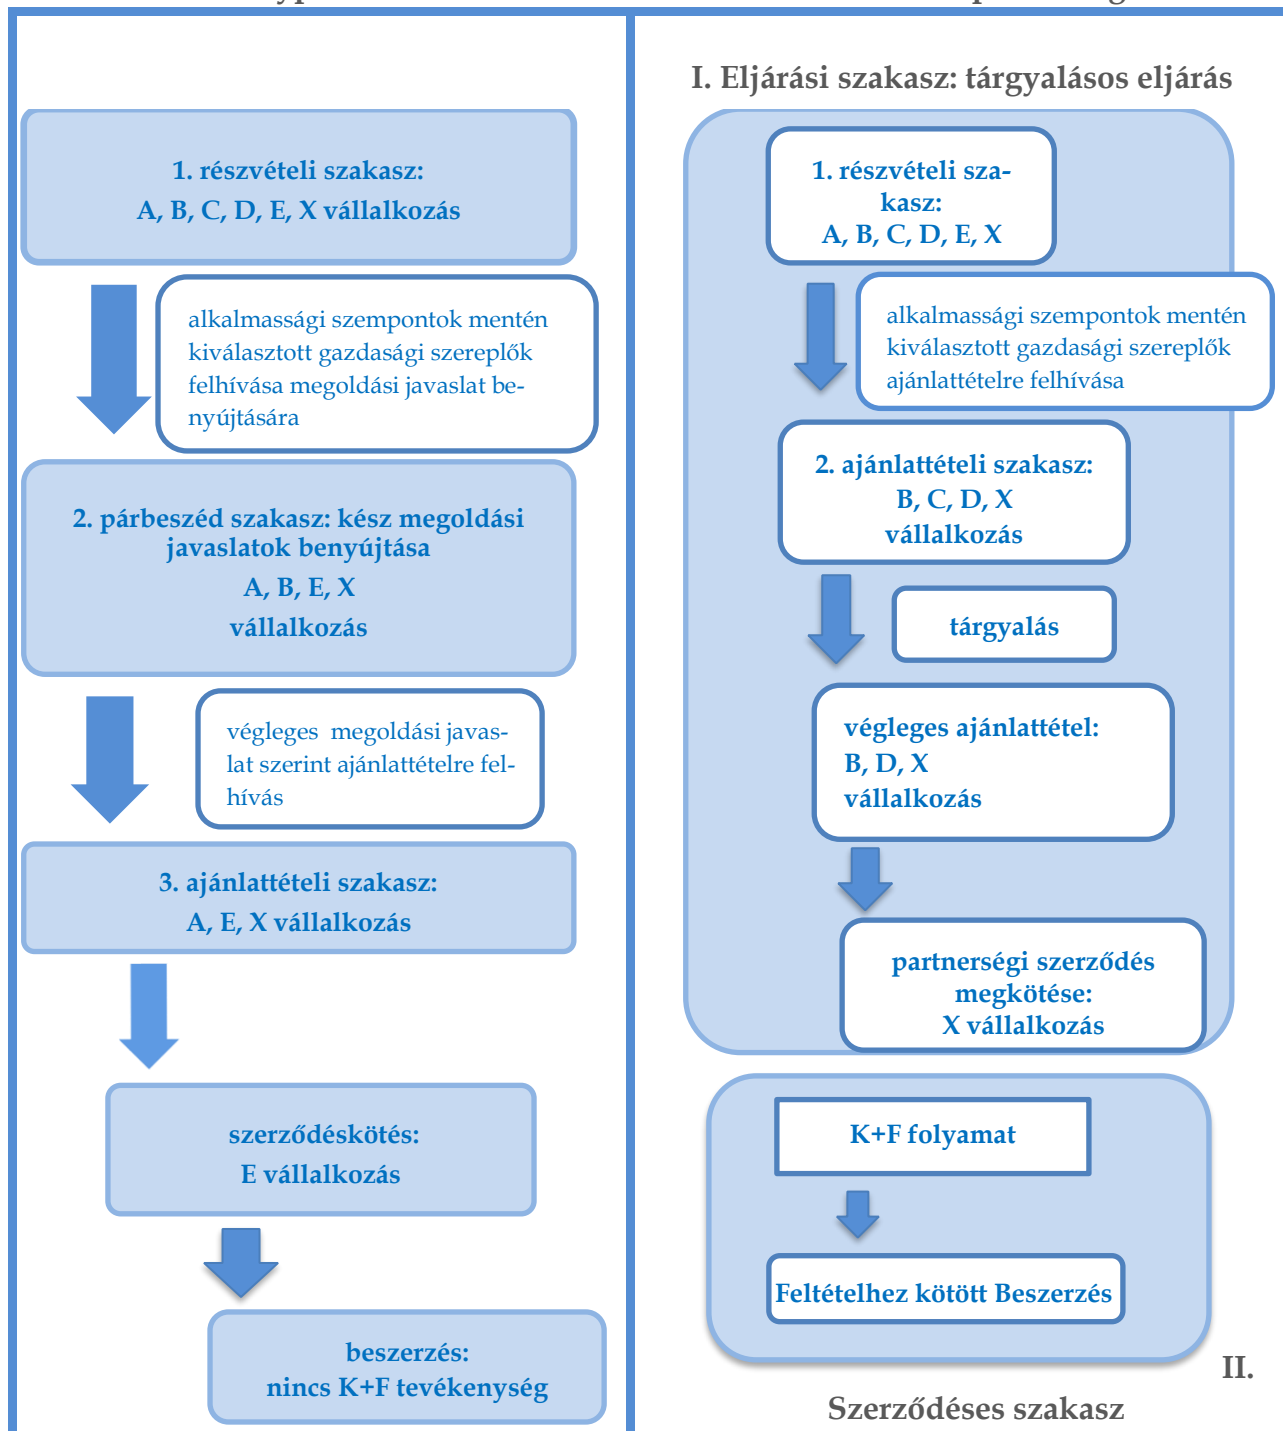 1. részvételi szakasz:
A, B, C, D, E, X vállalkozás
alkalmassági szempontok mentén
kiválasztott gazdasági szereplők
felhívása megoldási javaslat be-
nyújtására
2. párbeszéd szakasz: kész megoldási
javaslatok benyújtása
A, B, E, X
vállalkozás
végleges megoldási javas-
lat szerint ajánlattételre fel-
hívás
3. ajánlattételi szakasz:
A, E, X vállalkozás
szerződéskötés:
E vállalkozás
beszerzés:
nincs K+F tevékenység
I. Eljárási szakasz: tárgyalásos eljárás
1. részvételi sza-
kasz:
A, B, C, D, E, X
alkalmassági szempontok mentén
kiválasztott gazdasági szereplők
ajánlattételre felhívása
2. ajánlattételi szakasz:
B, C, D, X
vállalkozás
tárgyalás
végleges ajánlattétel:
B, D, X
vállalkozás
partnerségi szerződés
megkötése:
X vállalkozás
K+F folyamat
Feltételhez kötött Beszerzés
II.
Szerződéses szakasz